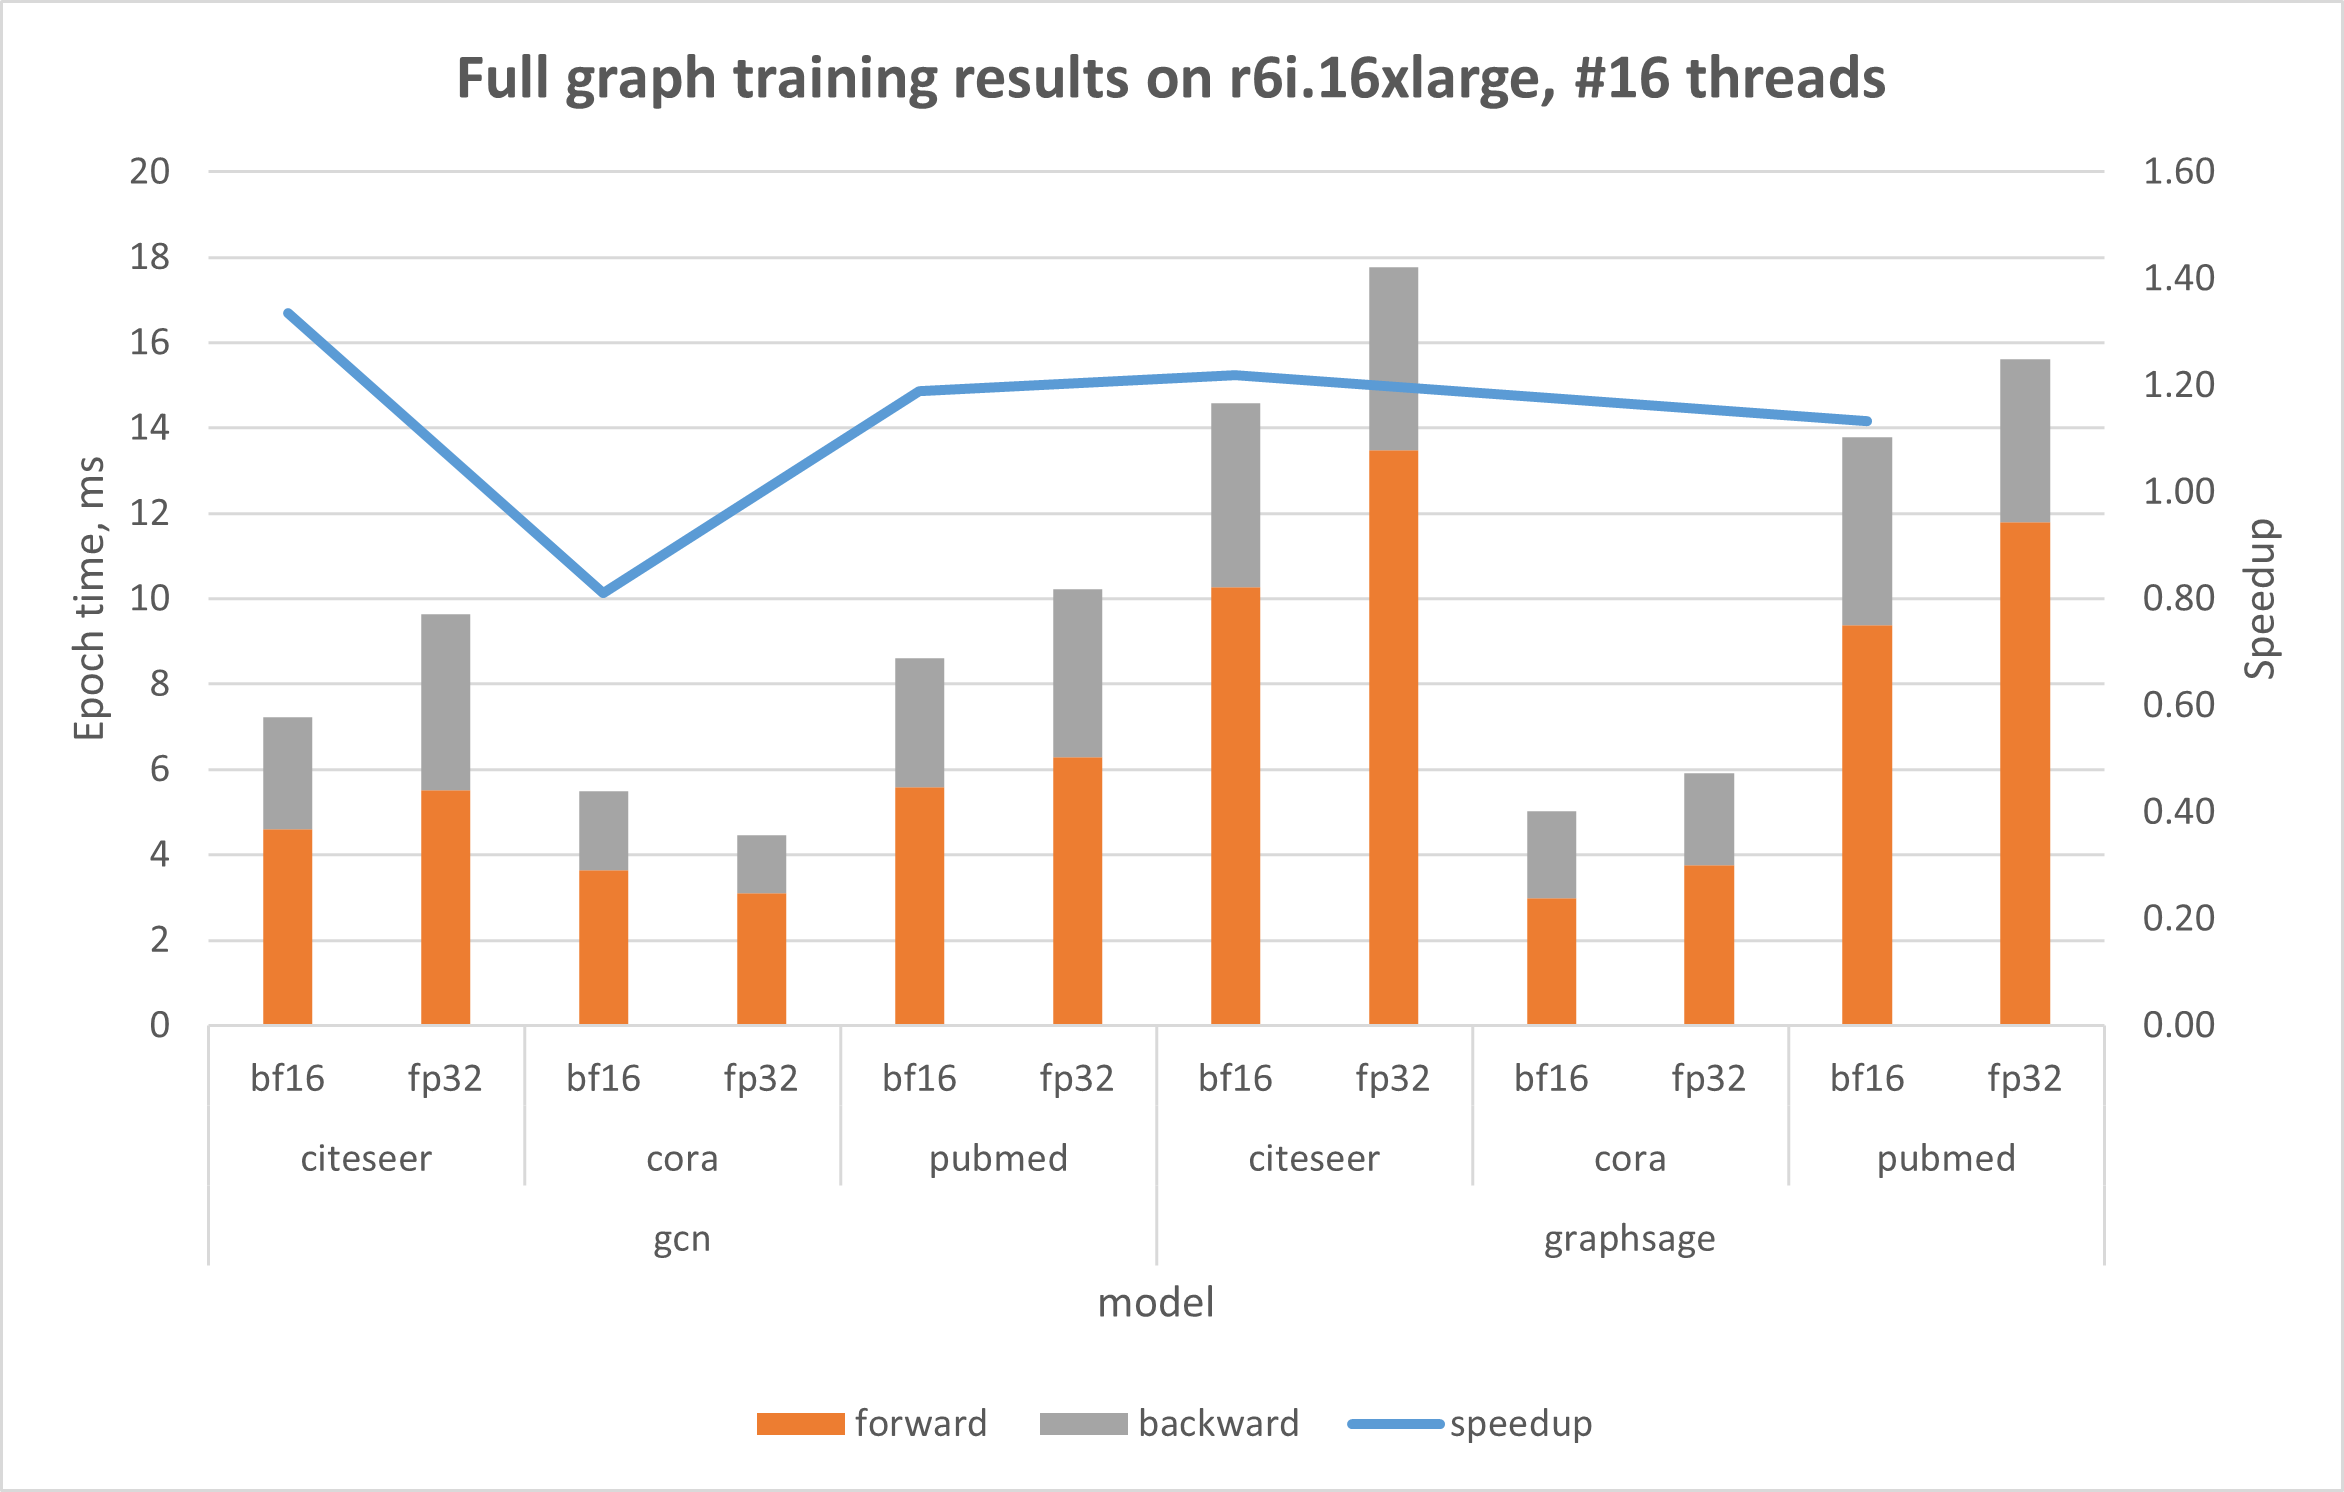 Full graph training results on r6i.16xlarge, #16 threads
20
18
16
14
12
10
8
6
4
2
0
Epoch time, ms
1.60
1.40
1.20
1.00
0.80
0.60
0.40
0.20
0.00
Speedup
bf16 fp32 bf16 fp32 bf16 fp32 bf16 fp32 bf16 fp32 bf16 fp32
citeseer cora pubmed citeseer cora pubmed
gcn graphsage
model
forward backward speedup